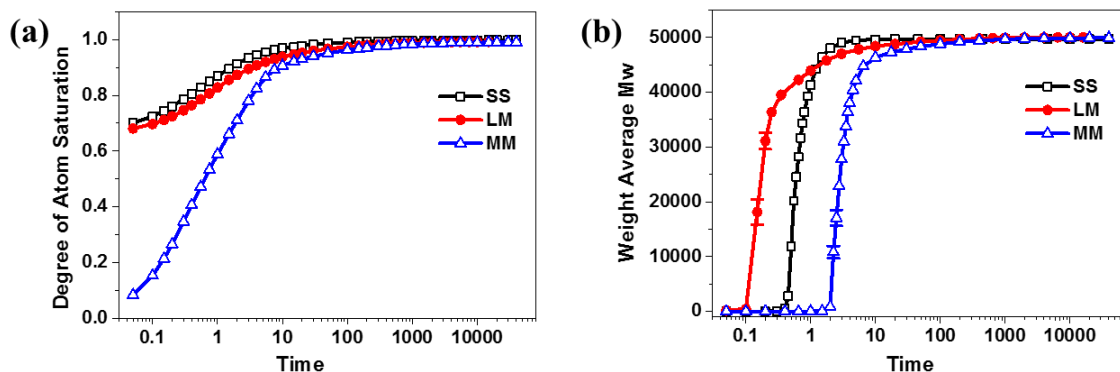 (a)
Degree of Atom Saturation
1.0
0.8
0.6
0.4
0.2
0.0
SS
LM
MM
0.1 1 10 100 1000 10000
Time
(b)
Weight Average Mw
50000
40000
30000
20000
10000
0
SS
LM
MM
0.1 1 10 100 1000 10000
Time